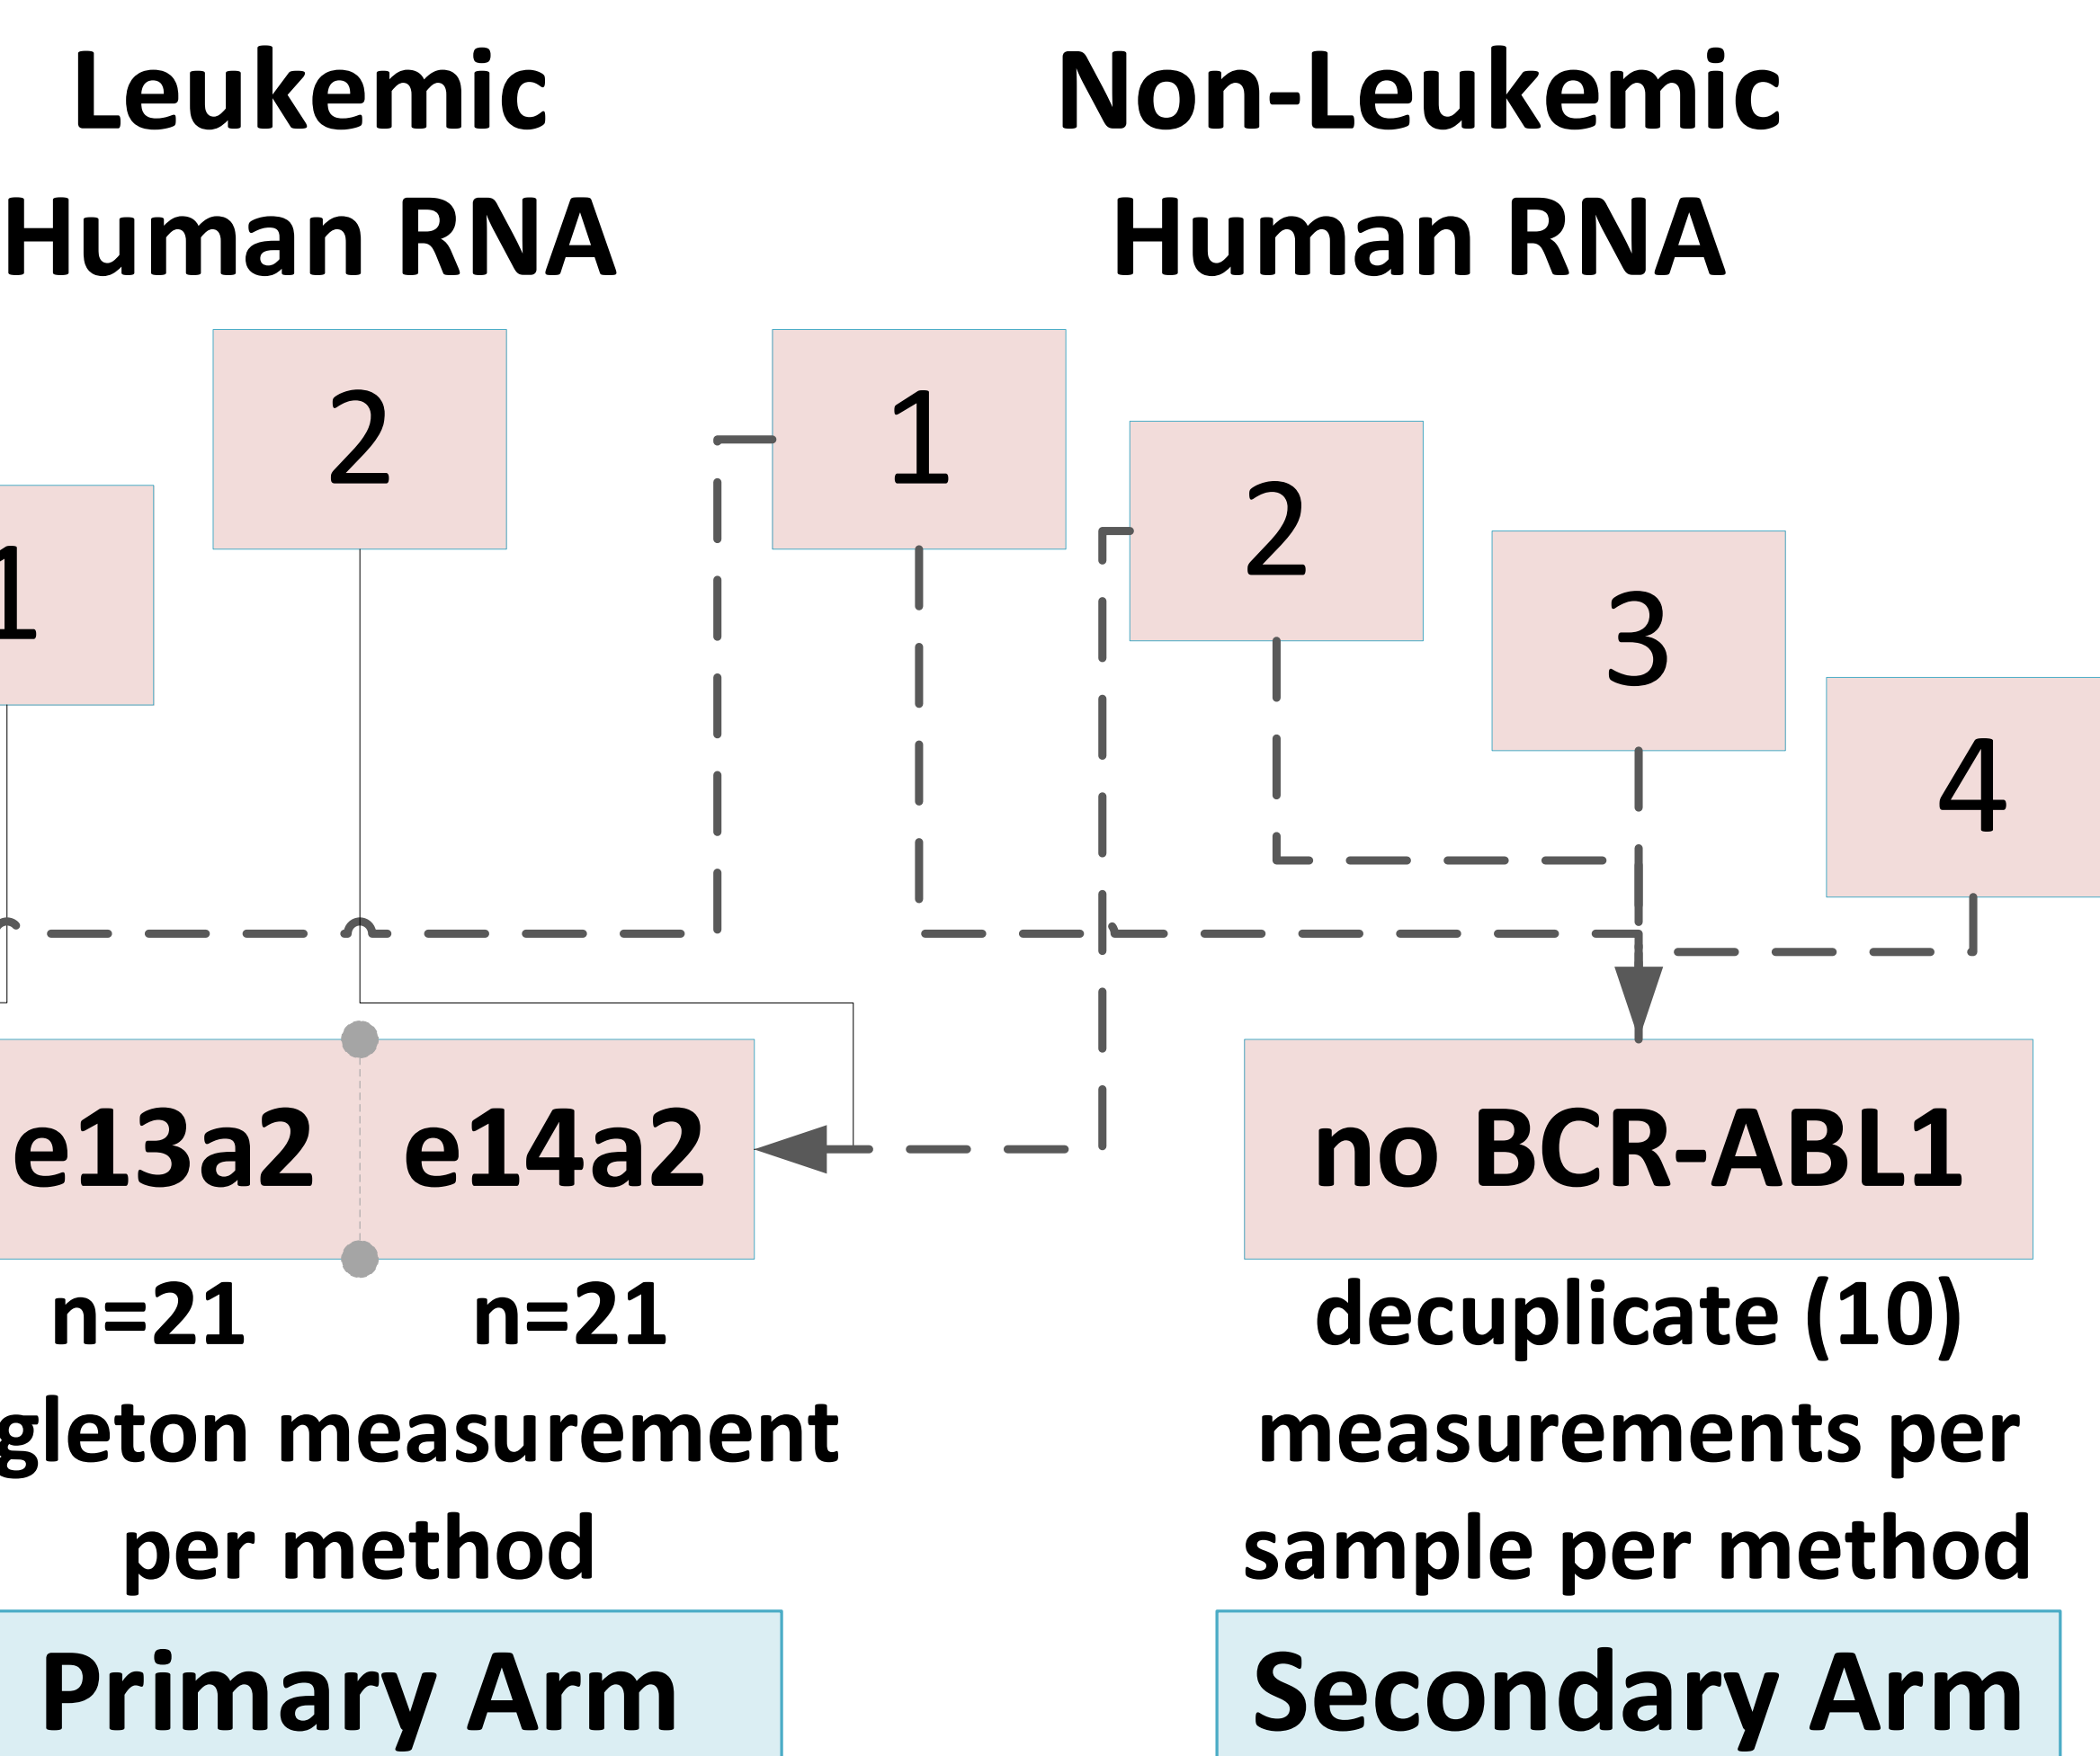 Leukemic
Human RNA
Non-Leukemic
Human RNA
1
2
1
2
3
4
e13a2
e14a2
no BCR-ABL1
n=21
n=21
measurement
per method
decuplicate (10)
measurements per
sample per method
Primary Arm
Secondary Arm